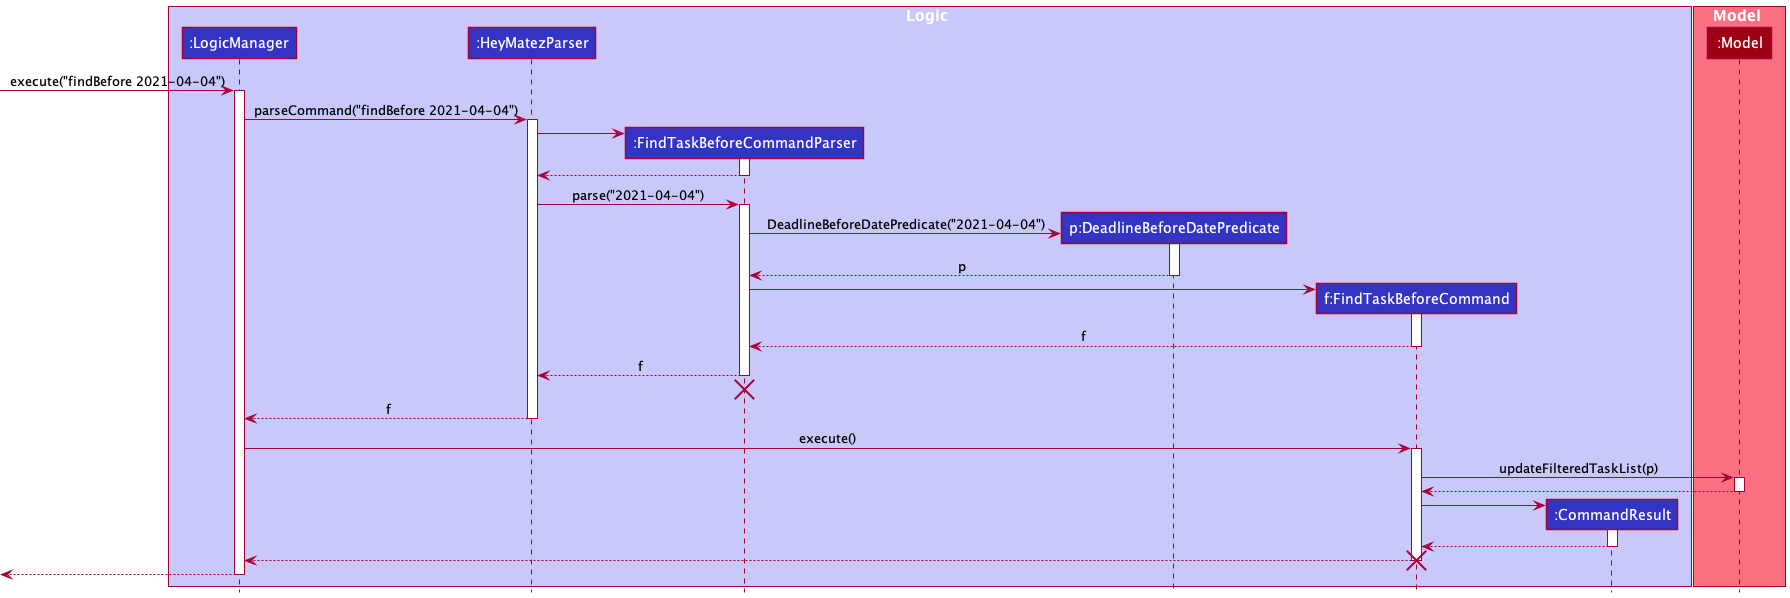 Logic
Model
:LogicManager
:HeyMatezParser
:Model
execute("findBefore 2021-04-04")
parseCommand("findBefore 2021-04-04")
:FindTaskBeforeCommandParser
parse("2021-04-04")
DeadlineBeforeDatePredicate("2021-04-04")
p:DeadlineBeforeDatePredicate
p
f:FindTaskBeforeCommand
f
f
f
execute()
updateFilteredTaskList(p)
:CommandResult